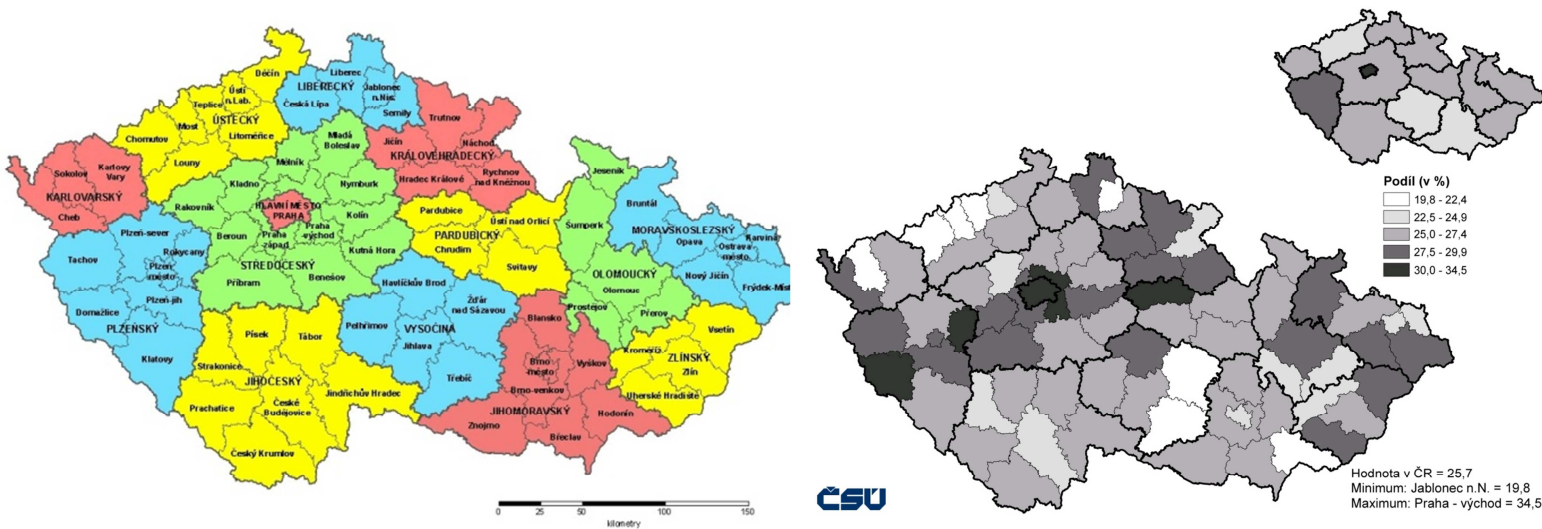 Děčín
Liberec
LIBERECKÝ
Ústí
n.Lab.
Jablonec
n.Nis.
Teplice
Česká Lípa
Semily
Most
ÚSTECKÝ
Trutnov
Chomutov
Litoměřice
Mladá
Boleslav
Jičín
Náchod
Louny
Mělník
KRÁLOVÉHRADECKÝ
Jeseník
Sokolov
Karlovy
Vary
Kladno
Nymburk
Hradec Králové
Rychnov
nad Kněžnou
KARLOVARSKÝ
Rakovník
HLAVNÍ MĚSTO
PRAHA
Kolín
Pardubice
Ústí nad Orlicí
Šumperk
Bruntál
Cheb
Plzeň-sever
Beroun
Praha
západ
Praha
východ
PARDUBICKÝ
MORAVSKOSLEZSKÝ
Opava
Karviná
Ostrava
město
Tachov
Rokycany
Kutná Hora
Chrudim
Plzeň
město
STŘEDOČESKÝ
Svitavy
OLOMOUCKÝ
Nový Jičín
Příbram
Benešov
Havlíčkův Brod
Olomouc
Frýdek-Míst
Plzeň-jih
Žďár
nad Sázavou
Prostějov
Domažlice
PLZEŇSKÝ
Písek
Tábor
Pelhřimov
VYSOČINA
Blansko
Přerov
Vsetín
Klatovy
Jihlava
Kroměříž
ZLÍNSKÝ
Strakonice
Brno
město
Vyškov
Zlín
JIHOČESKÝ
Jindřichův Hradec
Třebíč
Brno-venkov
Uherské Hradiště
Prachatice
České
Budějovice
JIHOMORAVSKÝ
Hodonín
Znojmo
Břeclav
Český Krumlov
0 25 50 100 150
kilometry
Podíl (v %)
19,8 - 22,4
22,5 - 24,9
25,0 - 27,4
27,5 - 29,9
30,0 - 34,5
ČSÚ
Hodnota v ČR = 25,7
Minimum: Jablonec n.N. = 19,8
Maximum: Praha - východ = 34,5